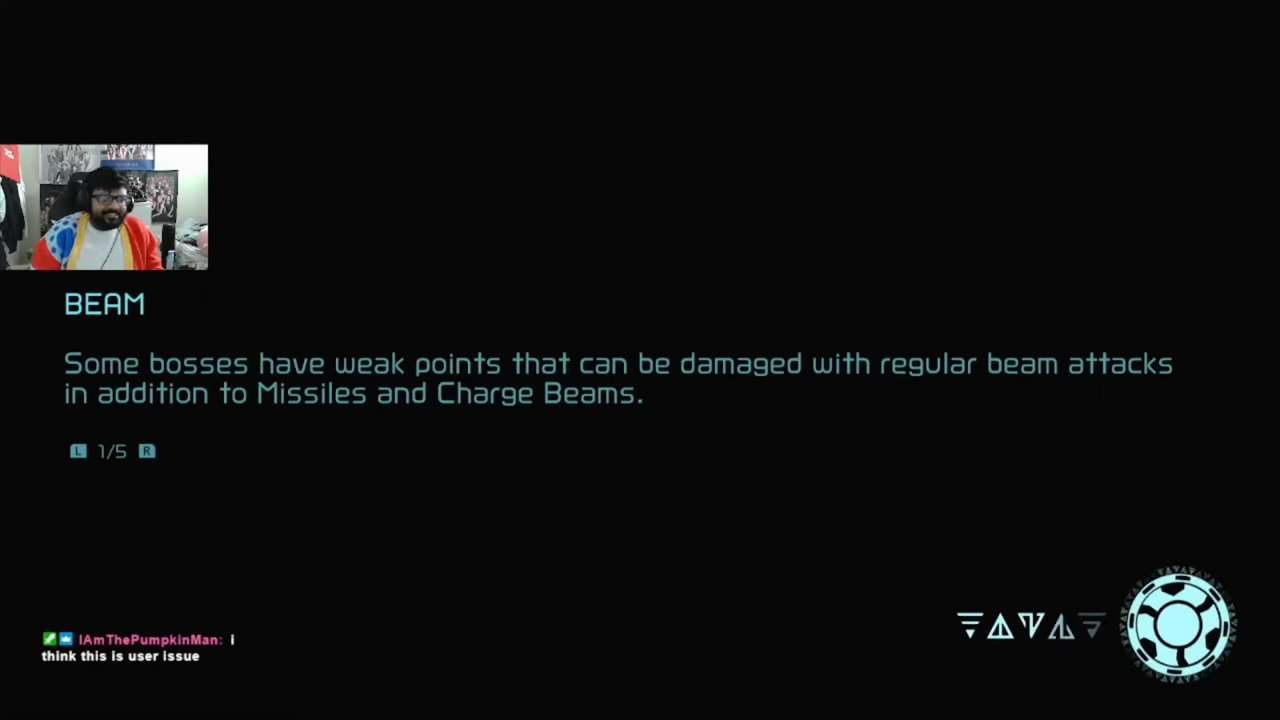 BEAM
Some bosses have weak points that can be damaged with regular beam attacks
in addition to Missiles and Charge Beams.
L 1/5 R
IAmThePumpkinMan: i
think this is user issue